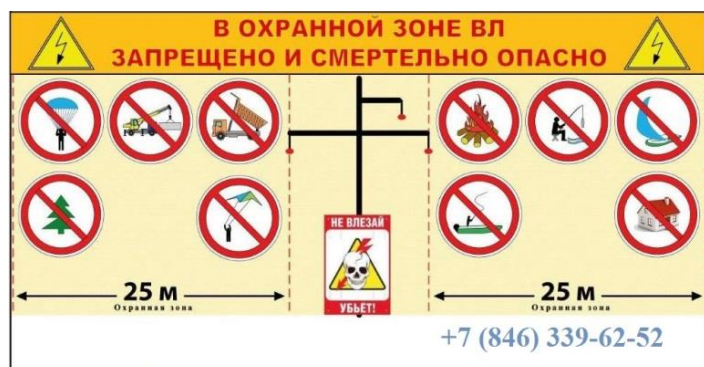 В ОХРАННОЙ ЗОНЕ ВЛ
ЗАПРЕЩЕНО И СМЕРТЕЛЬНО ОПАСНО
НЕ ВЛЕЗАЙ
УБЬЁТ!
25 м
Охранная зона
25 м
Охранная зона
+7 (846) 339-62-52